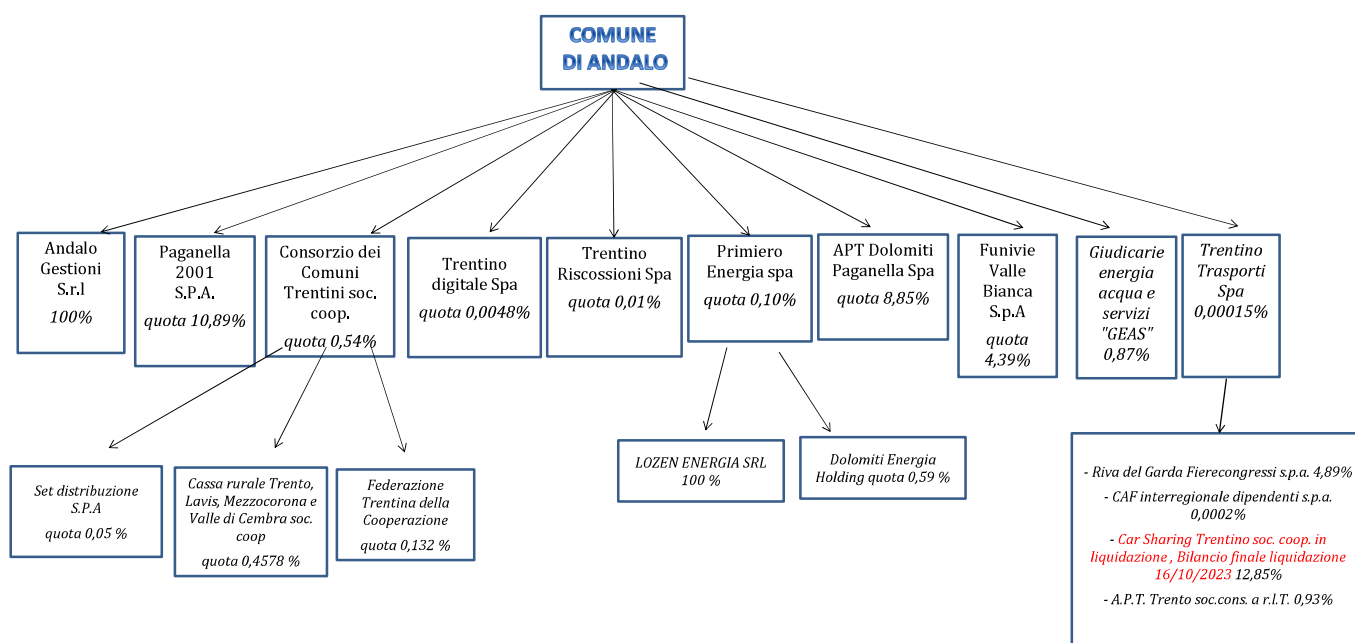 COMUNE
DI ANDALO
Andalo
Gestioni
S.r.l
100%
Paganella
2001
S.P.A.
quota 10,89%
Consorzio dei
Comuni
Trentini soc.
coop.
quota 0,54%
Trentino
digitale Spa
quota 0,0048%
Trentino
Riscossioni Spa
quota 0,01%
Primiero
Energia spa
quota 0,10%
APT Dolomiti
Paganella Spa
quota 8,85%
Funivie
Valle
Bianca
S.p.A
quota
4,39%
Giudicarie
energia
acqua e
servizi
"GEAS"
0,87%
Trentino
Trasporti
Spa
0,00015%
Set distribuzione
S.P.A
quota 0,05 %
Cassa rurale Trento,
Lavis, Mezzocorona e
Valle di Cembra soc.
coop
quota 0,4578 %
Federazione
Trentina della
Cooperazione
quota 0,132 %
LOZEN ENERGIA SRL
100 %
Dolomiti Energia
Holding quota 0,59 %
- Riva del Garda Fierecongressi s.p.a. 4,89%
- CAF interregionale dipendenti s.p.a.
0,0002%
- Car Sharing Trentino soc. coop. in
liquidazione , Bilancio finale liquidazione
16/10/2023 12,85%
- A.P.T. Trento soc.cons. a r.l.T. 0,93%